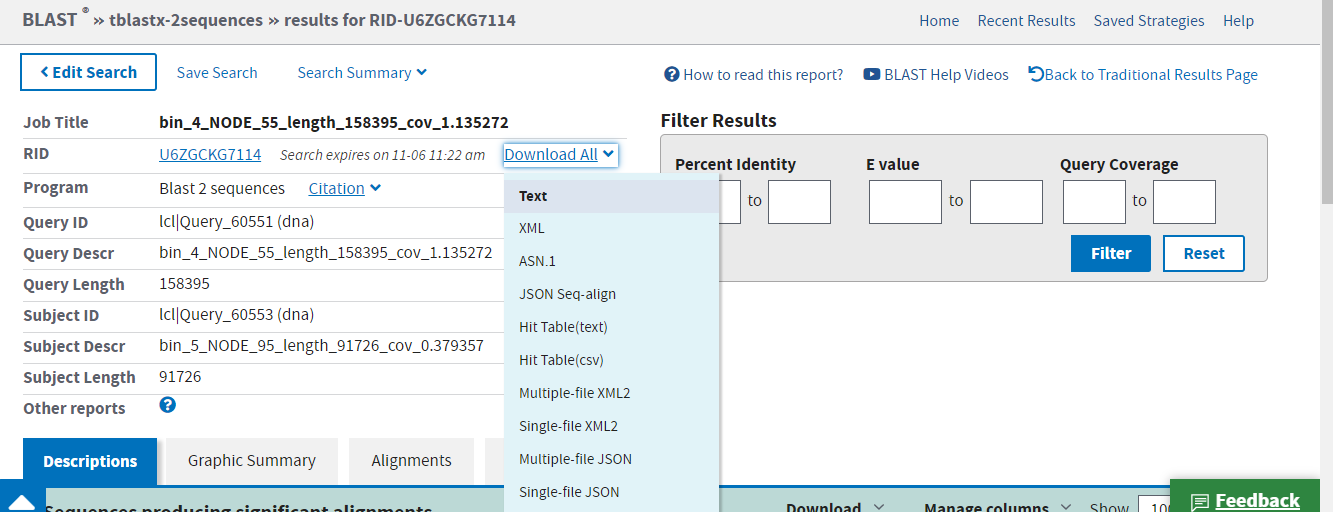 BLAST ® » tblastx-2sequences » results for RID-U6ZGCKG7114
Home Recent Results Saved Strategies Help
Edit Search Save Search Search Summary
How to read this report? BLAST Help Videos Back to Traditional Results Page
Job Title bin_4_NODE_55_length_158395_cov_1.135272
RID U6ZGCKG7114 Search expires on 11-06 11:22 am Download All
Program Blast 2 sequences Citation
Query ID lcl|Query_60551 (dna)
Query Descr bin_4_NODE_55_length_158395_cov_1.135272
Query Length 158395
Subject ID lcl|Query_60553 (dna)
Subject Descr bin_5_NODE_95_length_91726_cov_0.379357
Subject Length 91726
Other reports ?
Text
XML
ASN.1
JSON Seq-align
Hit Table(text)
Hit Table(csv)
Multiple-file XML2
Single-file XML2
Multiple-file JSON
Single-file JSON
Filter Results
Percent Identity E value Query Coverage
to to to
Filter Reset
Descriptions Graphic Summary Alignments
Sequences producing significant alignments Download Manage columns Show
Feedback